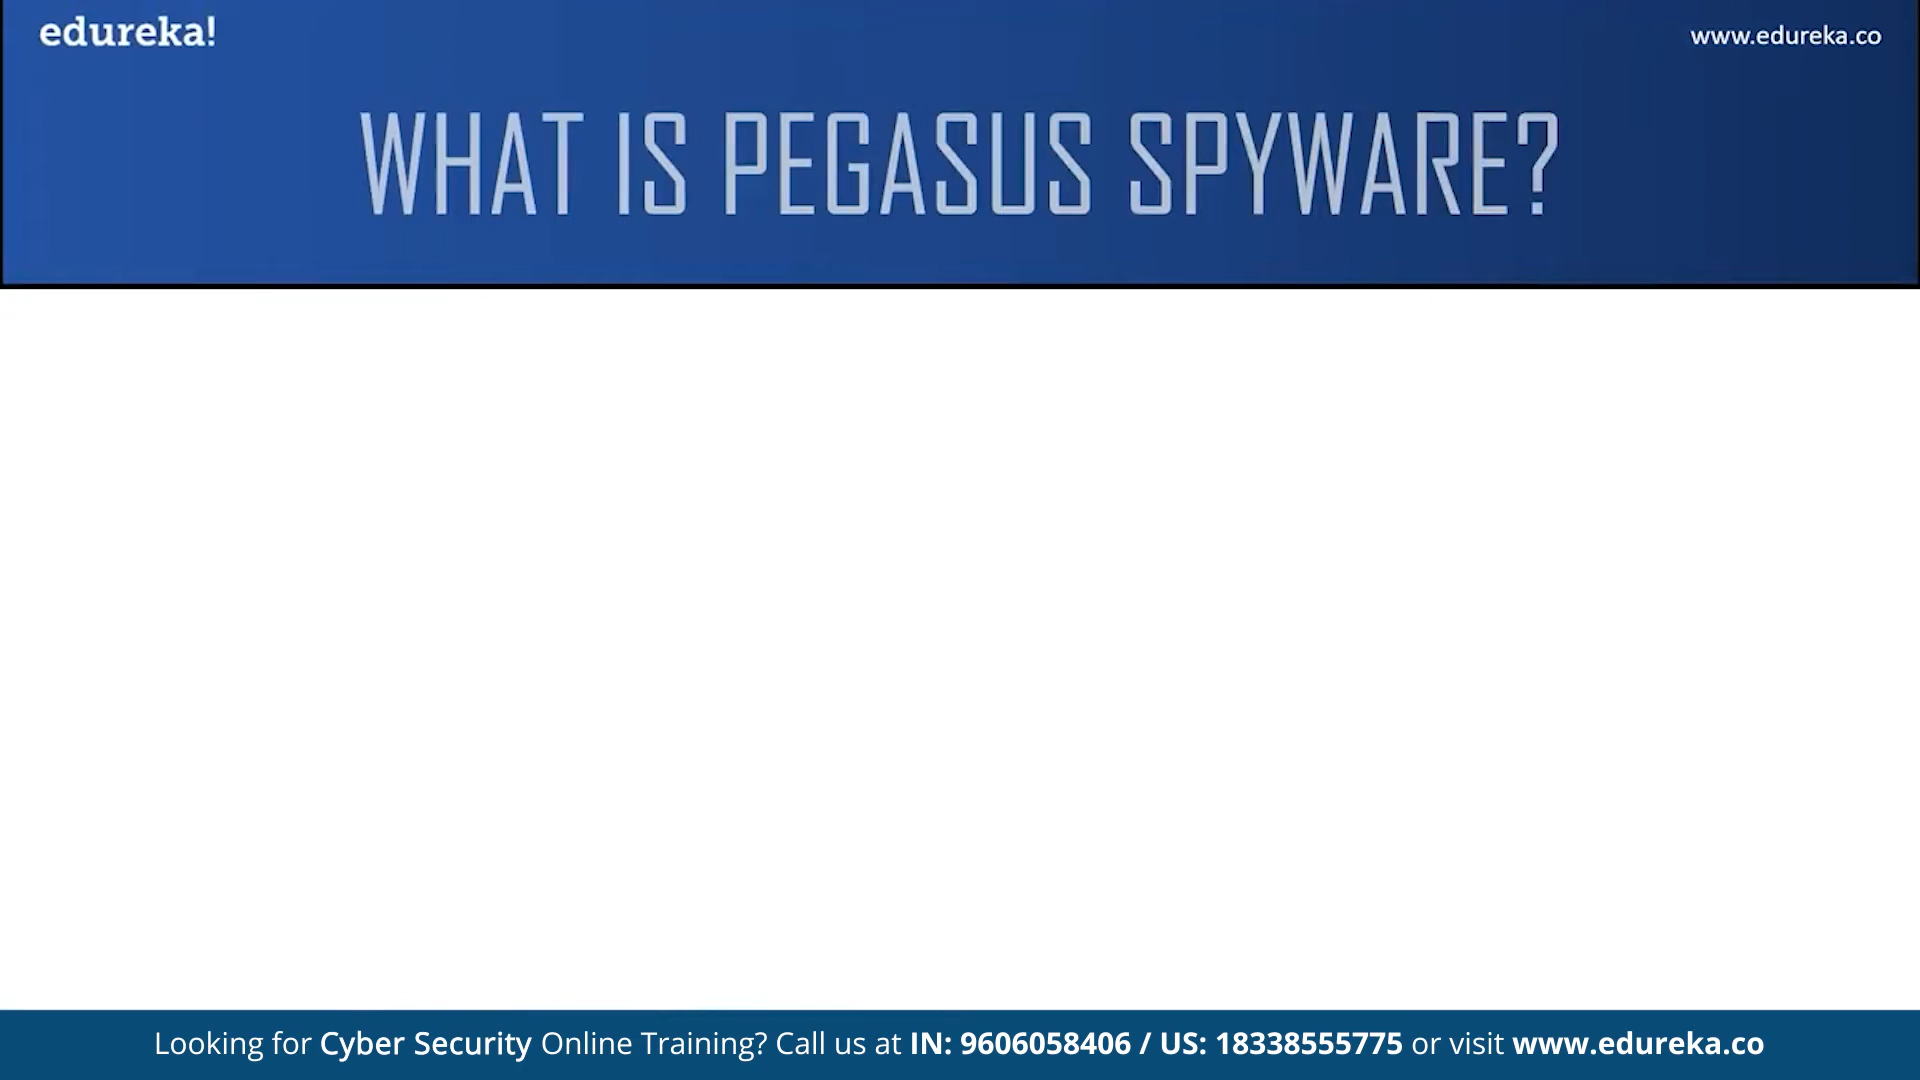 edureka!
www.edureka.co
WHAT IS PEGASUS SPYWARE?
Looking for Cyber Security Online Training? Call us at IN: 9606058406 / US: 18338555775 or visit www.edureka.co